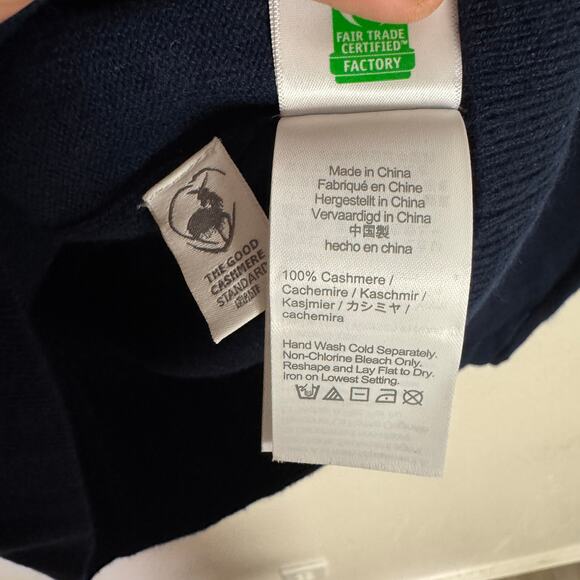 FAIR TRADE
CERTIFIED™
FACTORY
Made in China
Fabriqué en Chine
Hergestellt in China
Vervaardigd in China
中国製
hecho en china
100% Cashmere /
Cachemire / Kaschmir /
Kasjmier / カシミヤ /
cachemira
Hand Wash Cold Separately.
Non-Chlorine Bleach Only.
Reshape and Lay Flat to Dry.
iron on Lowest Setting.
THE GOOD
CASHMERE
STANDARD